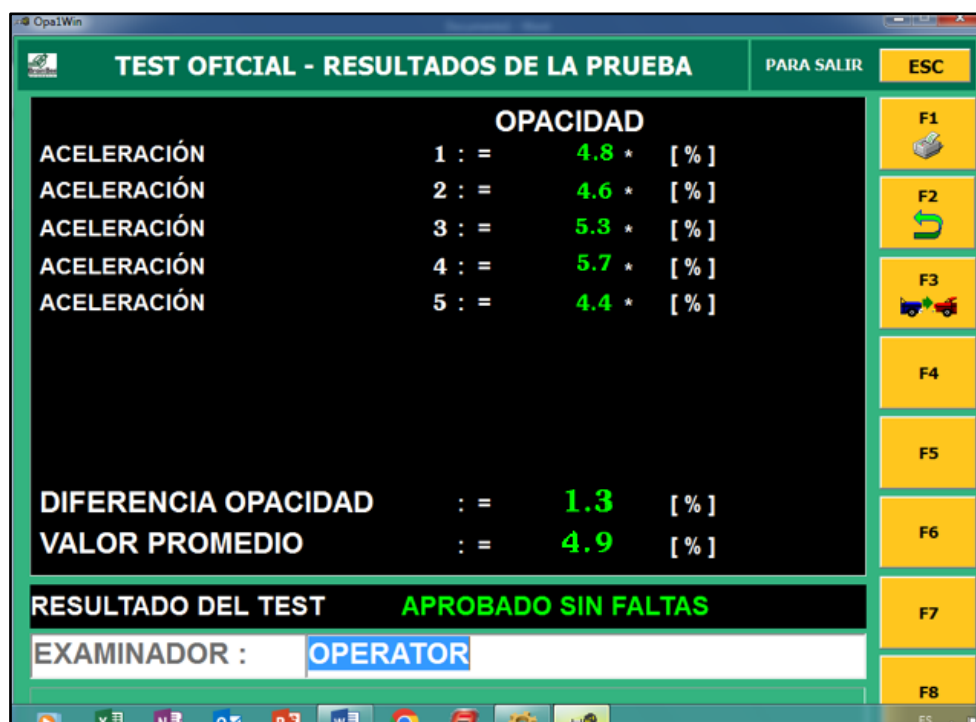 Opa1Win
TEST OFICIAL - RESULTADOS DE LA PRUEBA PARA SALIR ESC
OPACIDAD
ACELERACIÓN 1 : = 4.8 * [ % ]
ACELERACIÓN 2 : = 4.6 * [ % ]
ACELERACIÓN 3 : = 5.3 * [ % ]
ACELERACIÓN 4 : = 5.7 * [ % ]
ACELERACIÓN 5 : = 4.4 * [ % ]
DIFERENCIA OPACIDAD : = 1.3 [ % ]
VALOR PROMEDIO : = 4.9 [ % ]
RESULTADO DEL TEST APROBADO SIN FALTAS
EXAMINADOR : OPERATOR
F1
F2
F3
F4
F5
F6
F7
F8
ES